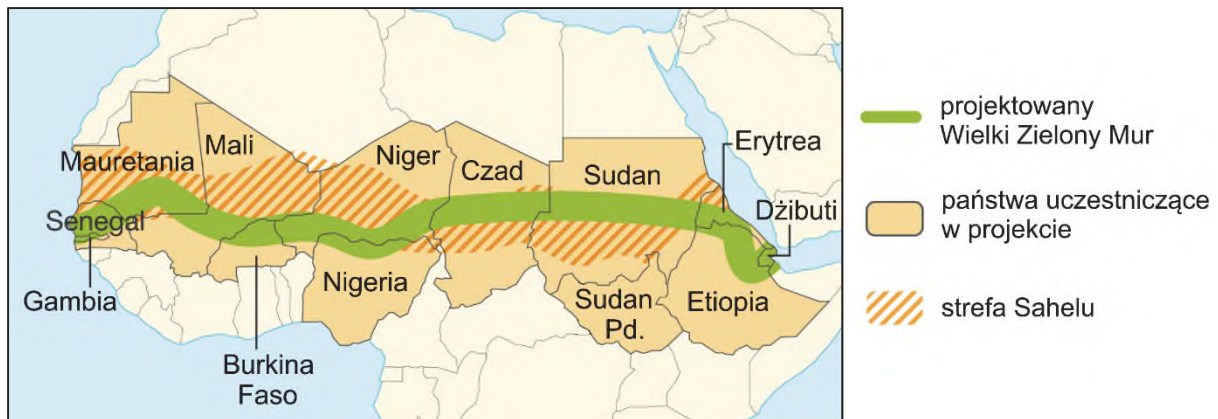 Mauretania
Mali
Niger
Czad
Sudan
Erytrea
Dżibuti
Senegal
Gambia
Burkina
Faso
Nigeria
Sudan
Pd.
Etiopia
projektowany
Wielki Zielony Mur
państwa uczestniczące
w projekcie
strefa Sahelu